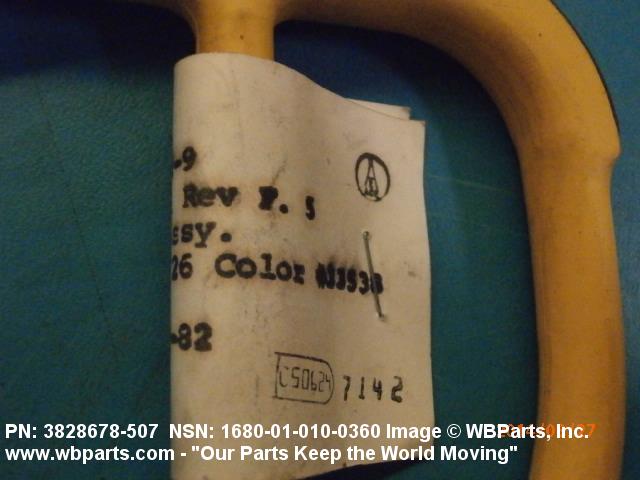 -9
Rev F. 5
ssy.
26 Color
-82
C50624 7142
PN: 3828678-507 NSN: 1680-01-010-0360 Image © WBParts, Inc.
www.wbparts.com - "Our Parts Keep the World Moving"